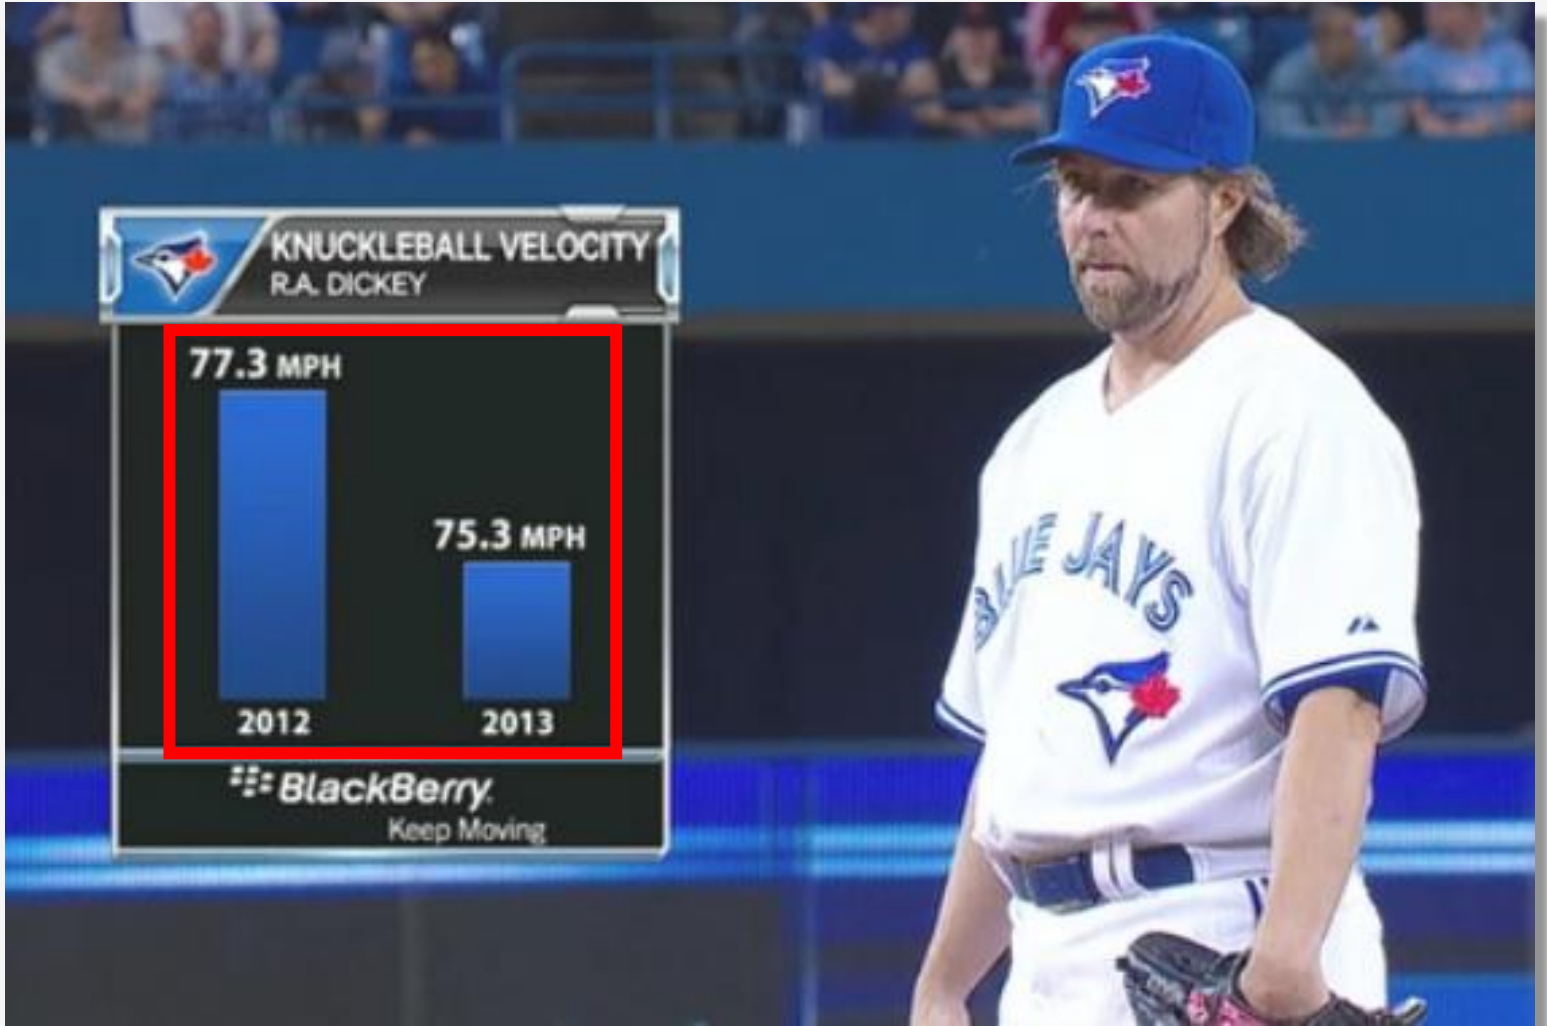 KNUCKLEBALL VELOCITY
R.A. DICKEY
77.3 MPH
75.3 MPH
2012
2013
BlackBerry.
Keep Moving
BLUE JAYS